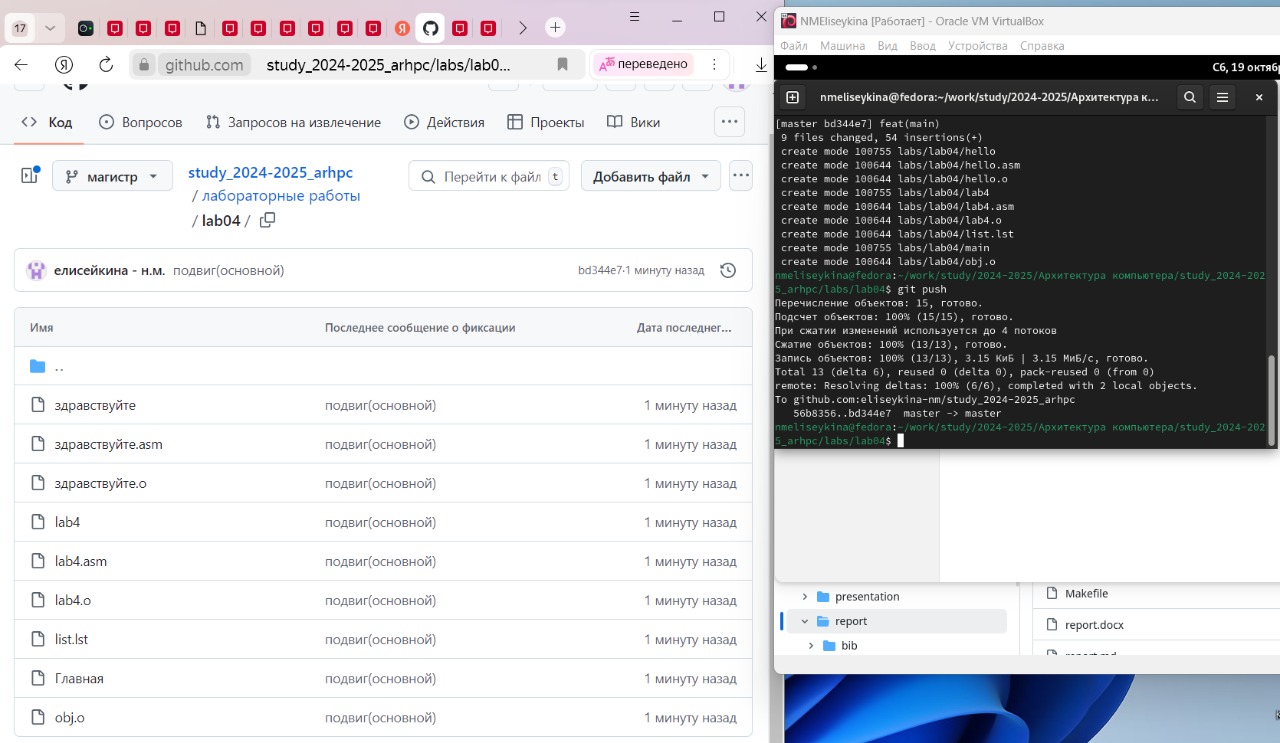 17
github.com
study_2024-2025_arhpc/labs/lab0...
переведено
Код
Вопросов
Запросов на извлечение
Действия
Проекты
Вики
магистр
study_2024-2025_arhpc
/ лабораторные работы
/ lab04 /
Перейти к файл
t
Добавить файл
елисейкина - н.м.
подвиг(основной)
bd344e7·1 минуту назад
Имя
Последнее сообщение о фиксации
Дата последнег...
..
здравствуйте
подвиг(основной)
1 минуту назад
здравствуйте.asm
подвиг(основной)
1 минуту назад
здравствуйте.o
подвиг(основной)
1 минуту назад
lab4
подвиг(основной)
1 минуту назад
lab4.asm
подвиг(основной)
1 минуту назад
lab4.o
подвиг(основной)
1 минуту назад
list.lst
подвиг(основной)
1 минуту назад
Главная
подвиг(основной)
1 минуту назад
obj.o
подвиг(основной)
1 минуту назад
NMEliseykina [Работает] - Oracle VM VirtualBox
Файл Машина Вид Ввод Устройства Справка
Сб, 19 октяб
nmeliseykina@fedora:~/work/study/2024-2025/Архитектура к...
[master bd344e7] feat(main)
9 files changed, 54 insertions(+)
create mode 100755 labs/lab04/hello
create mode 100644 labs/lab04/hello.asm
create mode 100644 labs/lab04/hello.o
create mode 100755 labs/lab04/lab4
create mode 100644 labs/lab04/lab4.asm
create mode 100644 labs/lab04/lab4.o
create mode 100644 labs/lab04/list.lst
create mode 100755 labs/lab04/main
create mode 100644 labs/lab04/obj.o
nmeliseykina@fedora:~/work/study/2024-2025/Архитектура компьютера/study_2024-202
5_arhpc/labs/lab04$ git push
Перечисление объектов: 15, готово.
Подсчет объектов: 100% (15/15), готово.
При сжатии изменений используется до 4 потоков
Сжатие объектов: 100% (13/13), готово.
Запись объектов: 100% (13/13), 3.15 КиБ | 3.15 МиБ/с, готово.
Total 13 (delta 6), reused 0 (delta 0), pack-reused 0 (from 0)
remote: Resolving deltas: 100% (6/6), completed with 2 local objects.
To github.com:eliseykina-nm/study_2024-2025_arhpc
56b8356..bd344e7 master -> master
nmeliseykina@fedora:~/work/study/2024-2025/Архитектура компьютера/study_2024-202
5_arhpc/labs/lab04$
presentation
report
bib
Makefile
report.docx